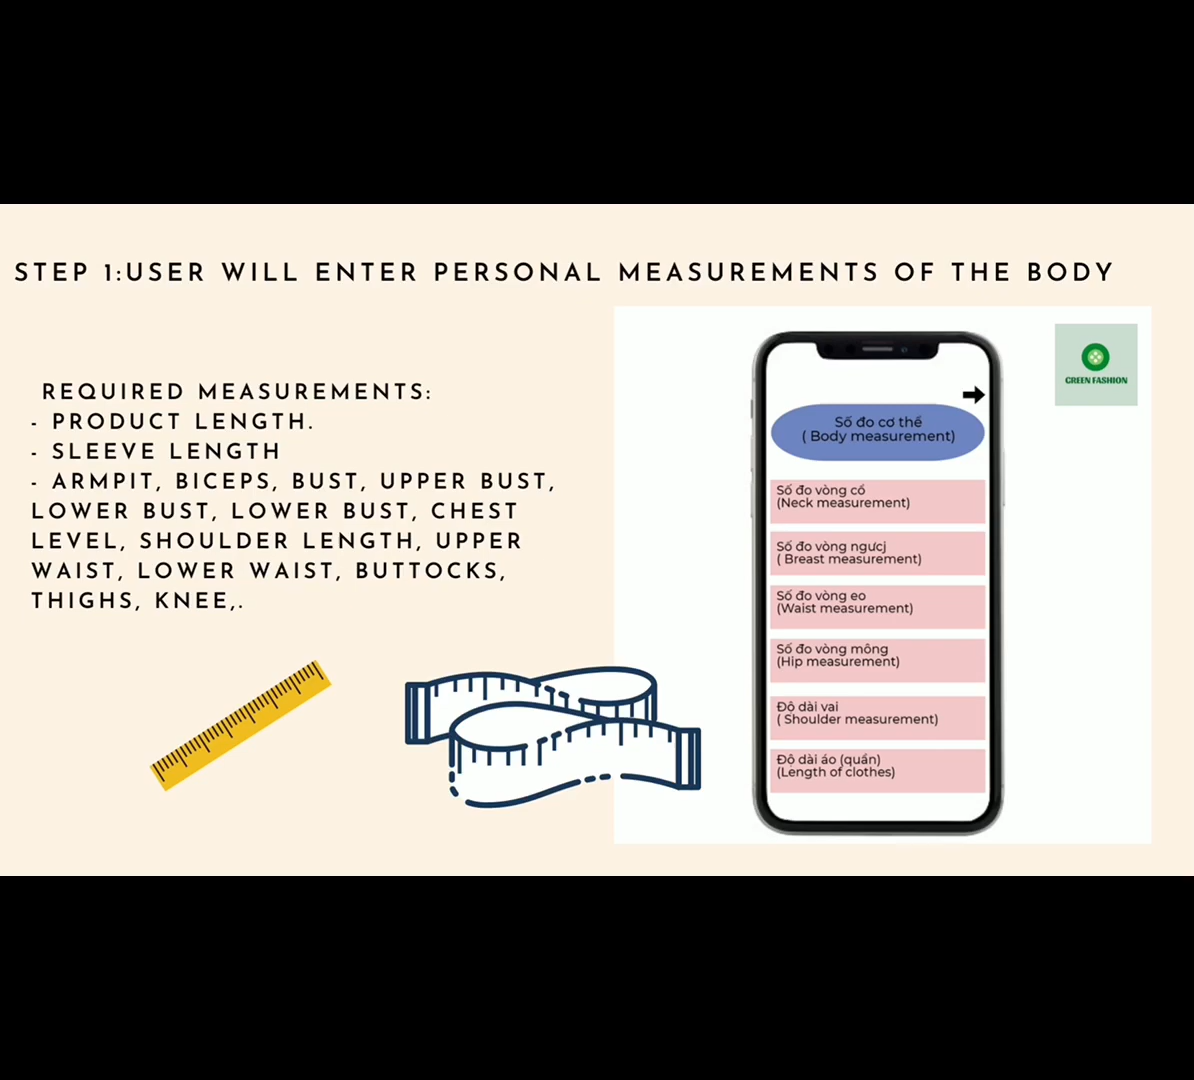 STEP 1:USER WILL ENTER PERSONAL MEASUREMENTS OF THE BODY
REQUIRED MEASUREMENTS:
- PRODUCT LENGTH.
- SLEEVE LENGTH
- ARMPIT, BICEPS, BUST, UPPER BUST,
LOWER BUST, LOWER BUST, CHEST
LEVEL, SHOULDER LENGTH, UPPER
WAIST, LOWER WAIST, BUTTOCKS,
THIGHS, KNEE,.
GREEN FASHION
Số đo cơ thể
( Body measurement)
Số đo vòng cổ
(Neck measurement)
Số đo vòng ngưcj
( Breast measurement)
Số đo vòng eo
(Waist measurement)
Số đo vòng mông
(Hip measurement)
Độ dài vai
( Shoulder measurement)
Độ dài áo (quần)
(Length of clothes)